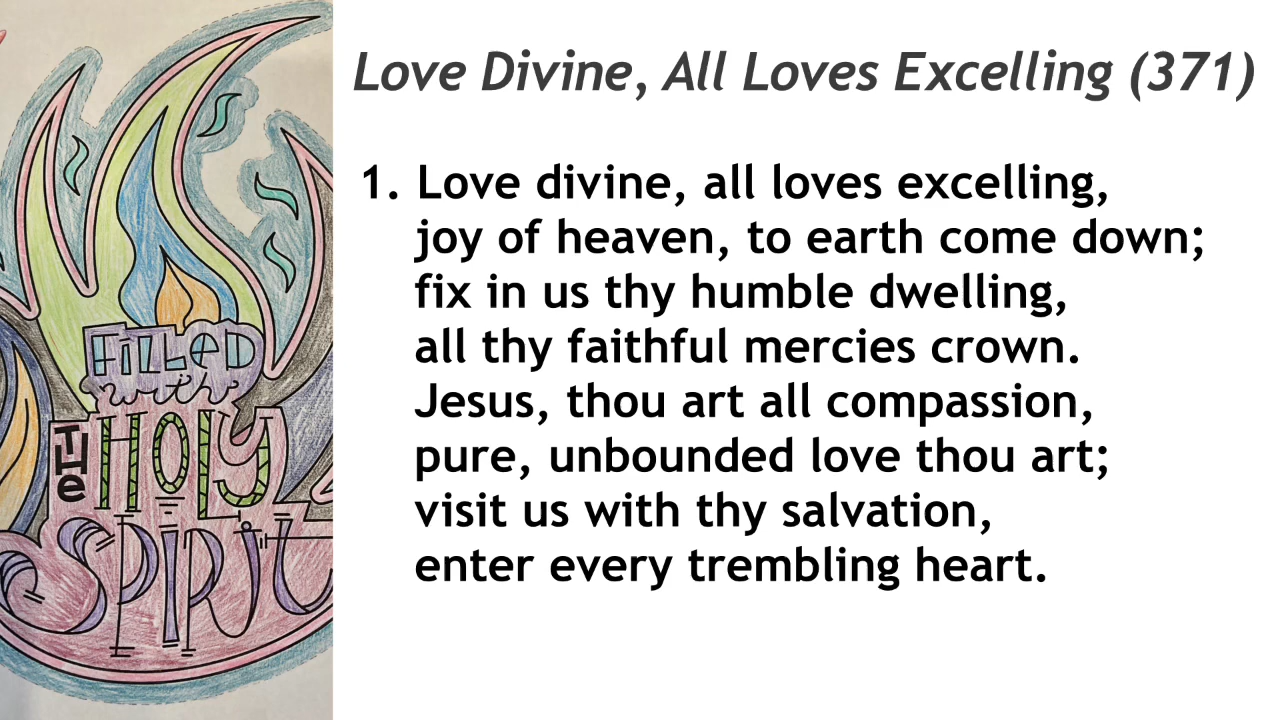 Love Divine, All Loves Excelling (371)
1. Love divine, all loves excelling,
joy of heaven, to earth come down;
fix in us thy humble dwelling,
all thy faithful mercies crown.
Jesus, thou art all compassion,
pure, unbounded love thou art;
visit us with thy salvation,
enter every trembling heart.
FiLLeD
with
THe HOLY
SPIRIT